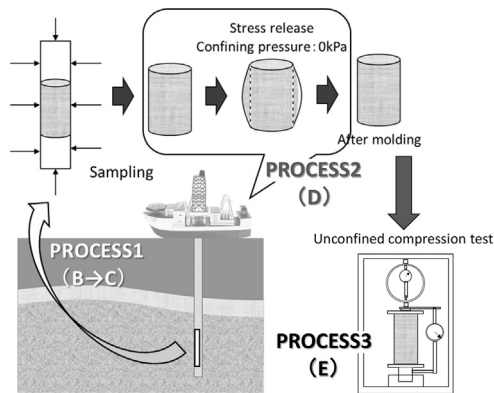 Stress release
Confining pressure：0kPa
Sampling
After molding
PROCESS2
（D）
Unconfined compression test
PROCESS1
（B→C）
PROCESS3
（E）